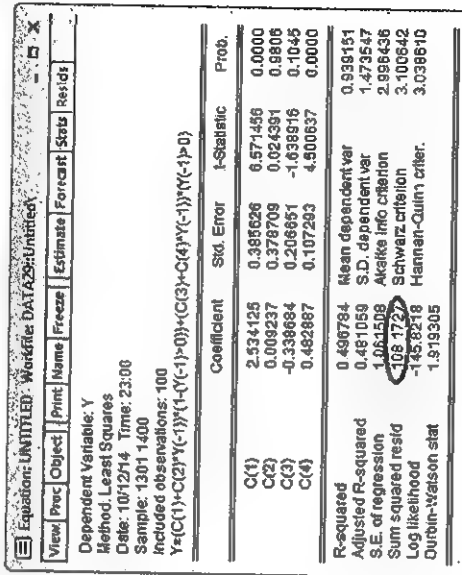 Equation: UNTITLED Workfile: DATA29::Untitled\
View Proc Object Print Name Freeze Estimate Forecast Stats Resids
Dependent Variable: Y
Method: Least Squares
Date: 10/12/14 Time: 23:00
Sample: 1301 1400
Included observations: 100
Y=(C(1)+C(2)*Y(-1))*(1-(Y(-1)>0))+(C(3)+C(4)*Y(-1))*(Y(-1)>0)
Coefficient Std. Error t-Statistic Prob.
C(1) 2.534125 0.385626 6.571456 0.0000
C(2) 0.009237 0.378709 0.024391 0.9806
C(3) -0.338684 0.206651 -1.638916 0.1045
C(4) 0.482887 0.107293 4.500637 0.0000
R-squared 0.496784 Mean dependent var 0.939151
Adjusted R-squared 0.481059 S.D. dependent var 1.473547
S.E. of regression 1.061508 Akaike info criterion 2.996436
Sum squared resid 108.1727 Schwarz criterion 3.100642
Log likelihood -145.8218 Hannan-Quinn criter. 3.038610
Durbin-Watson stat 1.919305